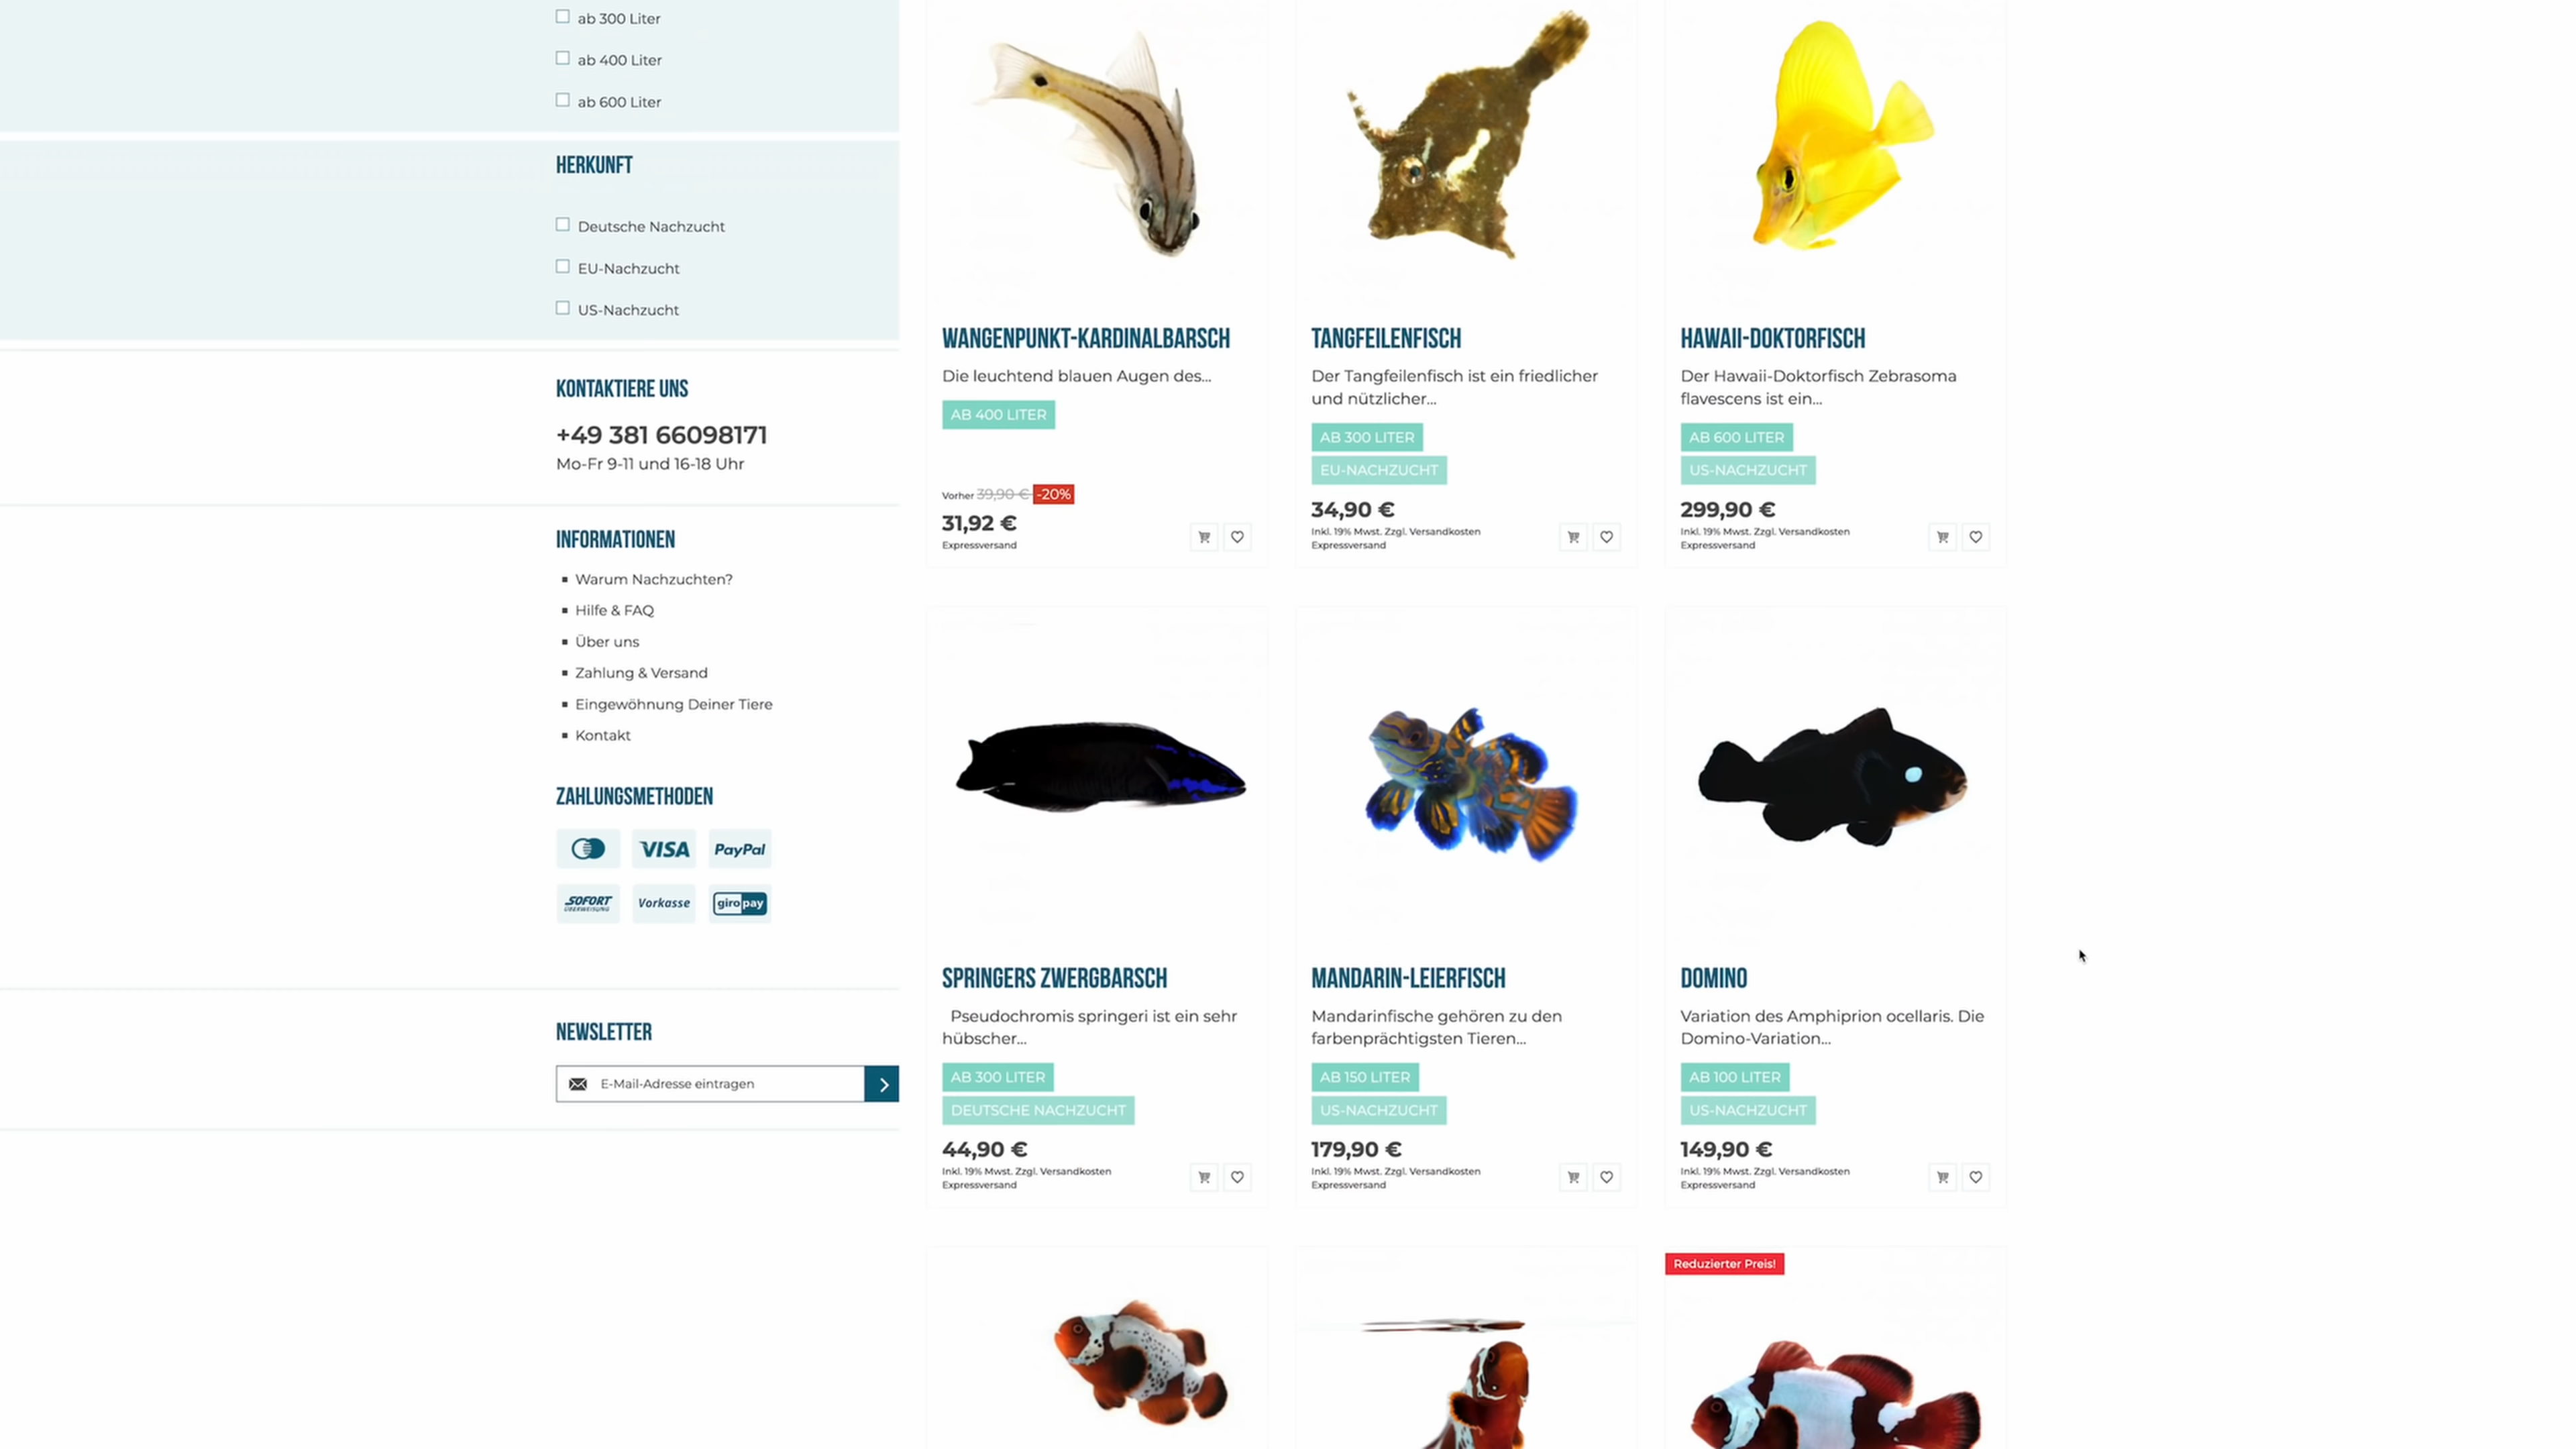 ab 300 Liter
ab 400 Liter
ab 600 Liter
HERKUNFT
Deutsche Nachzucht
EU-Nachzucht
US-Nachzucht
KONTAKTIERE UNS
+49 381 66098171
Mo-Fr 9-11 und 16-18 Uhr
INFORMATIONEN
Warum Nachzuchten?
Hilfe & FAQ
Über uns
Zahlung & Versand
Eingewöhnung Deiner Tiere
Kontakt
ZAHLUNGSMETHODEN
VISA
PayPal
SOFORT
ÜBERWEISUNG
Vorkasse
giropay
NEWSLETTER
E-Mail-Adresse eintragen
WANGENPUNKT-KARDINALBARSCH
Die leuchtend blauen Augen des...
AB 400 LITER
Vorher 39,90 € -20%
31,92 €
Expressversand
TANGFEILENFISCH
Der Tangfeilenfisch ist ein friedlicher
und nützlicher...
AB 300 LITER
EU-NACHZUCHT
34,90 €
Inkl. 19% Mwst. Zzgl. Versandkosten
Expressversand
HAWAII-DOKTORFISCH
Der Hawaii-Doktorfisch Zebrasoma
flavescens ist ein...
AB 600 LITER
US-NACHZUCHT
299,90 €
Inkl. 19% Mwst. Zzgl. Versandkosten
Expressversand
SPRINGERS ZWERGBARSCH
Pseudochromis springeri ist ein sehr
hübscher...
AB 300 LITER
DEUTSCHE NACHZUCHT
44,90 €
Inkl. 19% Mwst. Zzgl. Versandkosten
Expressversand
MANDARIN-LEIERFISCH
Mandarinfische gehören zu den
farbenprächtigsten Tieren...
AB 150 LITER
US-NACHZUCHT
179,90 €
Inkl. 19% Mwst. Zzgl. Versandkosten
Expressversand
DOMINO
Variation des Amphiprion ocellaris. Die
Domino-Variation...
AB 100 LITER
US-NACHZUCHT
149,90 €
Inkl. 19% Mwst. Zzgl. Versandkosten
Expressversand
Reduzierter Preis!